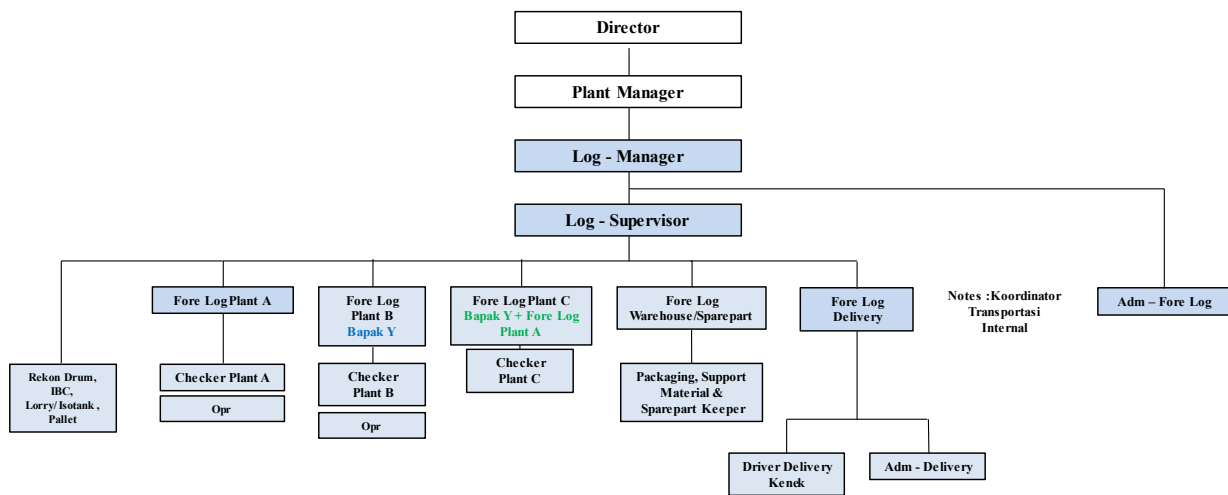 Director
Plant Manager
Log - Manager
Log - Supervisor
Fore Log Plant A
Fore Log
Plant B
Bapak Y
Fore Log Plant C
Bapak Y + Fore Log
Plant A
Fore Log
Warehouse/Sparepart
Fore Log
Delivery
Notes :Koordinator
Transportasi
Internal
Adm – Fore Log
Rekon Drum,
IBC,
Lorry/Isotank ,
Pallet
Checker Plant A
Opr
Checker
Plant B
Opr
Checker
Plant C
Packaging, Support
Material &
Sparepart Keeper
Driver Delivery
Kenek
Adm - Delivery